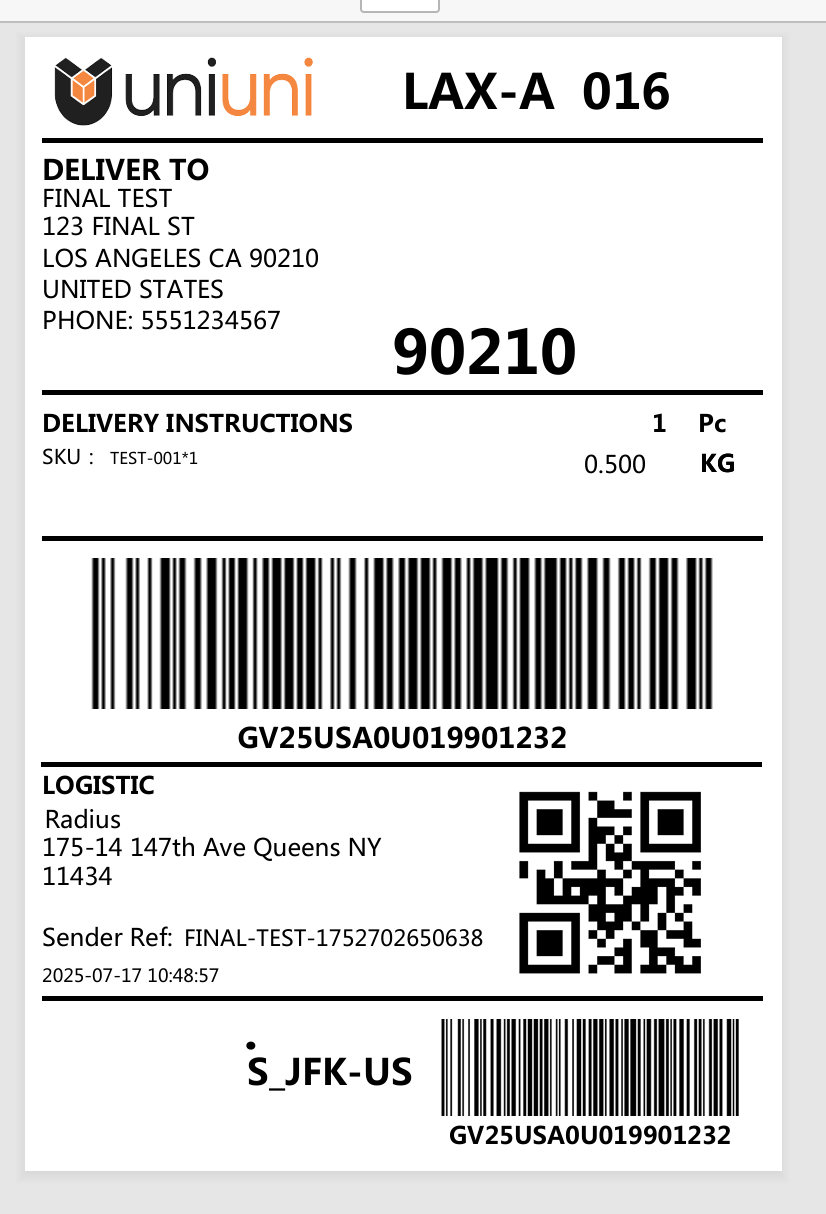 uniuni LAX-A 016
DELIVER TO
FINAL TEST
123 FINAL ST
LOS ANGELES CA 90210
UNITED STATES
PHONE: 5551234567
90210
DELIVERY INSTRUCTIONS 1 Pc
SKU : TEST-001*1 0.500 KG
GV25USA0U019901232
LOGISTIC
Radius
175-14 147th Ave Queens NY
11434
Sender Ref: FINAL-TEST-1752702650638
2025-07-17 10:48:57
S_JFK-US
GV25USA0U019901232